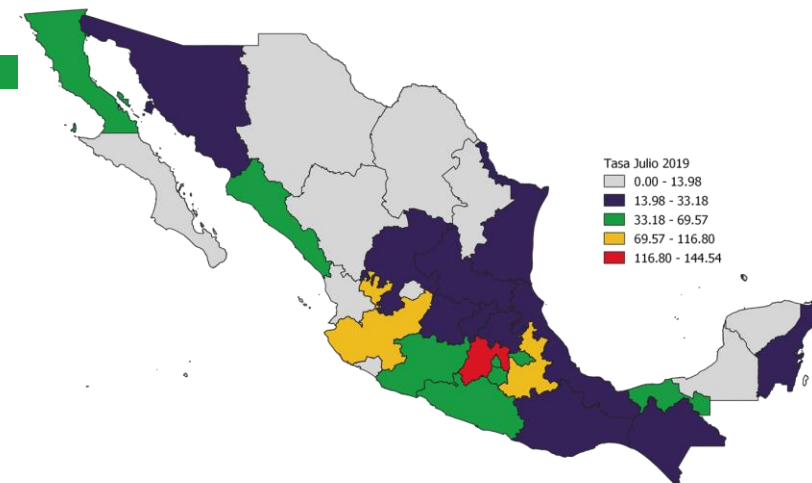 Tasa Julio 2019
0.00 - 13.98
13.98 - 33.18
33.18 - 69.57
69.57 - 116.80
116.80 - 144.54